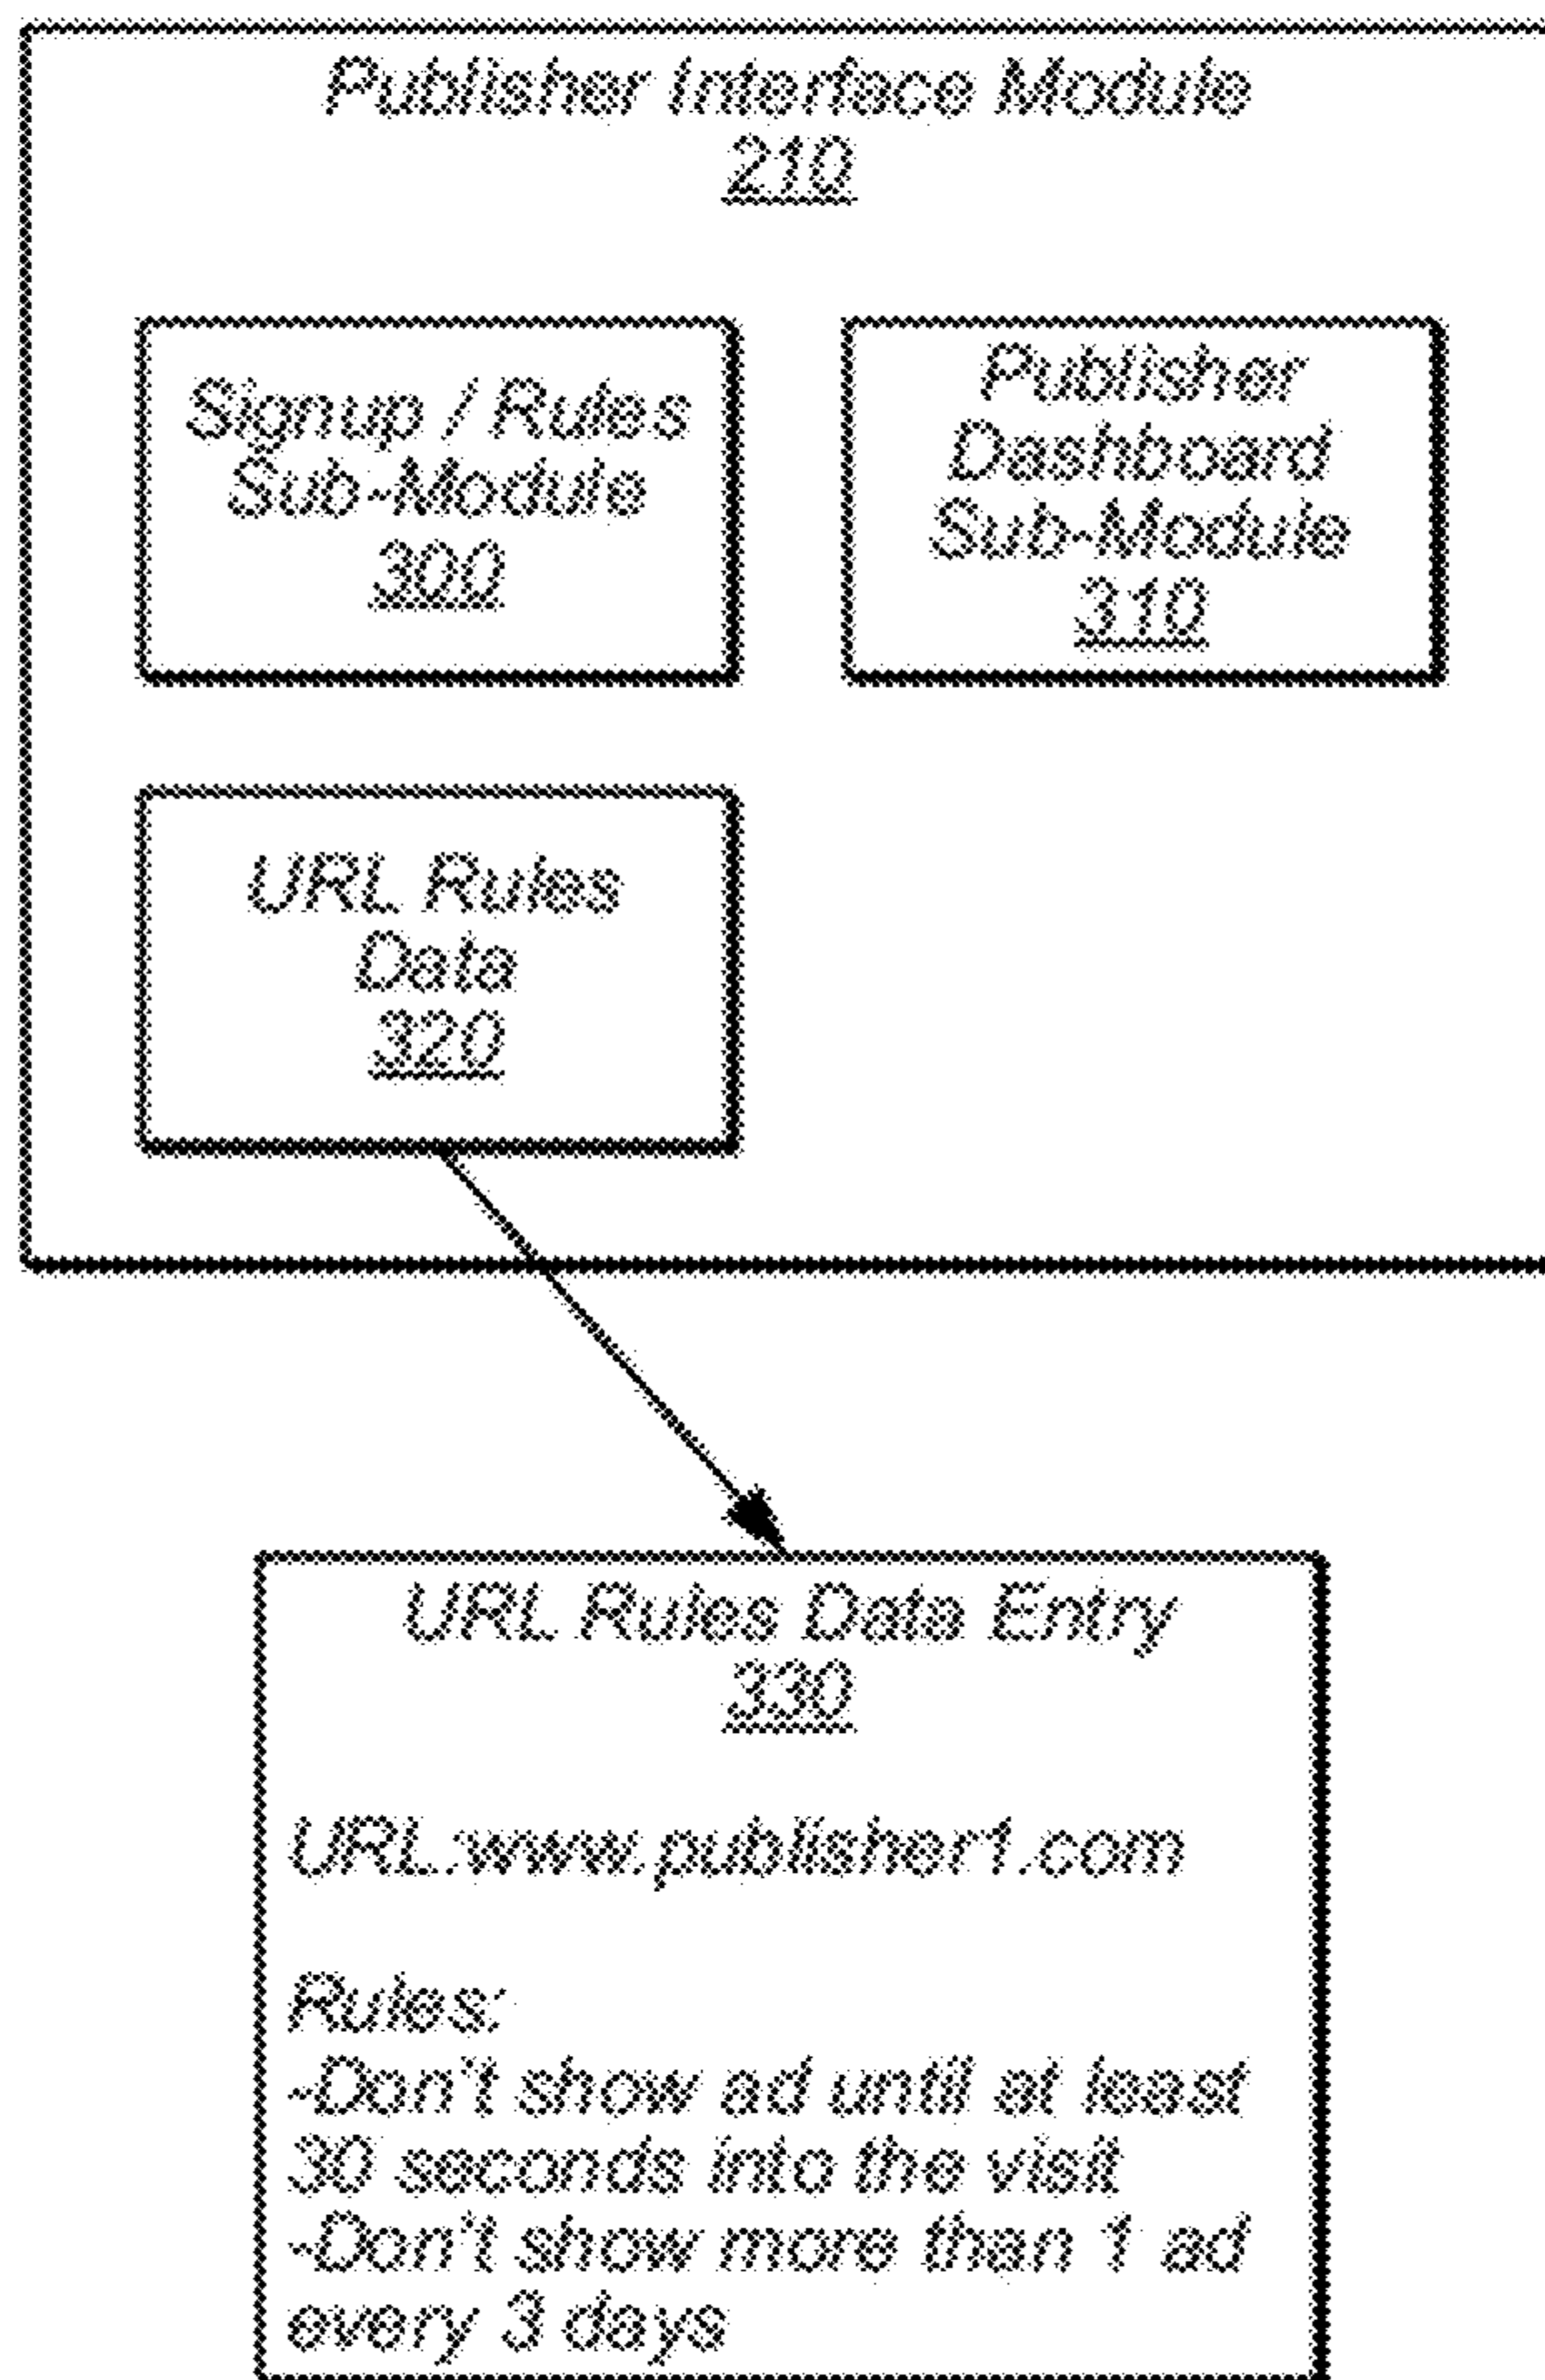 Publisher Interface Module
210
Signup / Rules
Sub-Module
300
Publisher
Dashboard
Sub-Module
310
URL Rules
Data
320
URL Rules Data Entry
330
URL:www.publisher1.com
Rules:
-Don't show ad until at least
30 seconds into the visit
-Don't show more than 1 ad
every 3 days